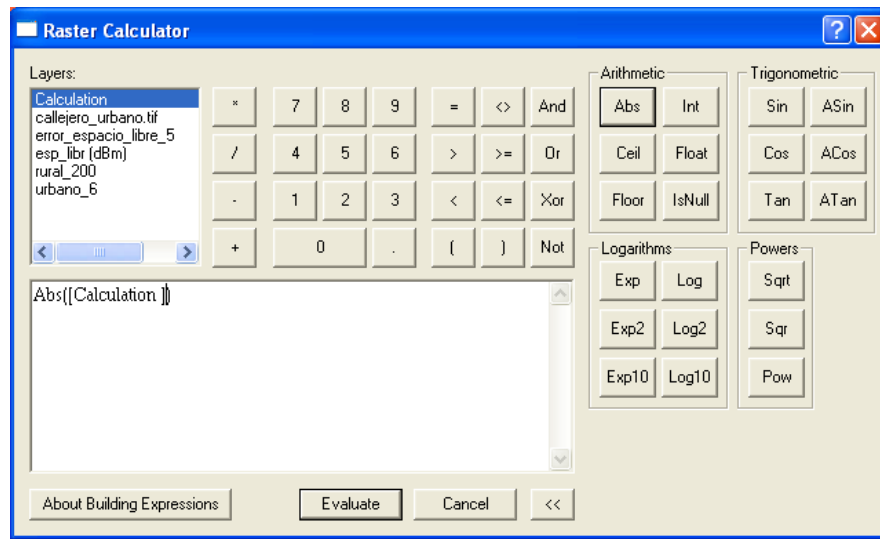 Raster Calculator
Layers:
Calculation
callejero_urbano.tif
error_espacio_libre_5
esp_libr (dBm)
rural_200
urbano_6
* 7 8 9 = <> And
/ 4 5 6 > >= Or
- 1 2 3 < <= Xor
+ 0 . ( ) Not
Arithmetic
Abs Int
Ceil Float
Floor IsNull
Trigonometric
Sin ASin
Cos ACos
Tan ATan
Logarithms
Exp Log
Exp2 Log2
Exp10 Log10
Powers
Sqrt
Sqr
Pow
Abs([Calculation ])
About Building Expressions Evaluate Cancel <<